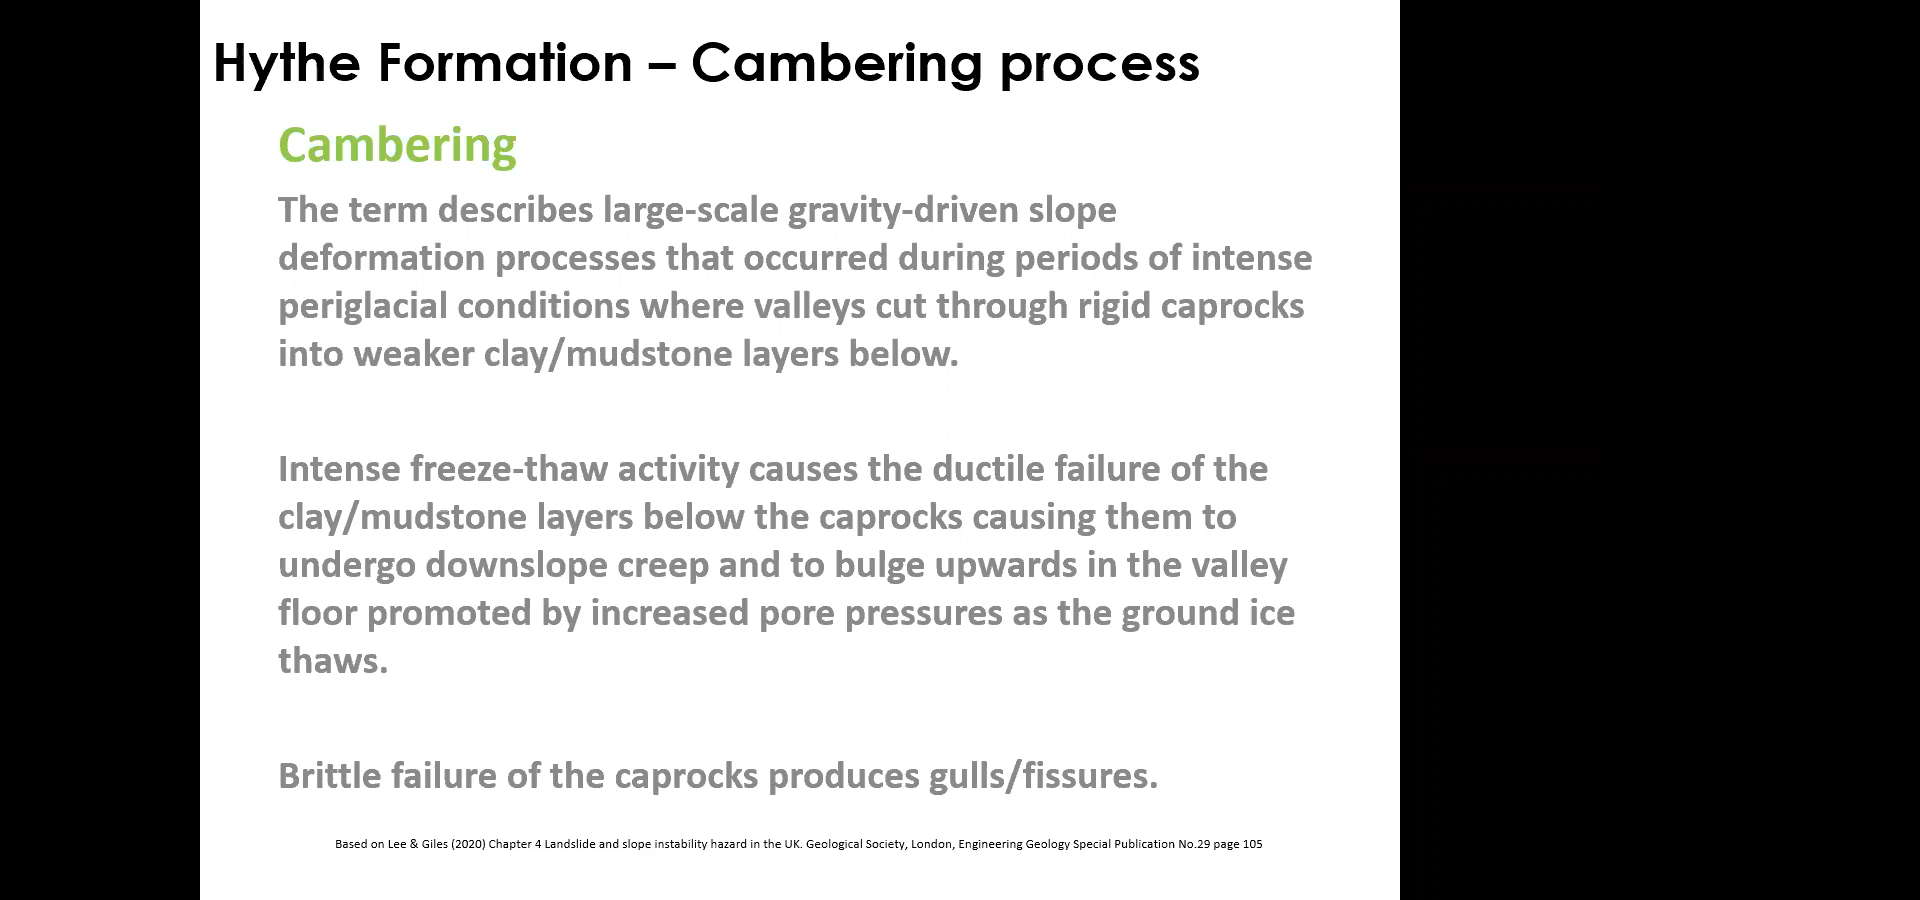 Hythe Formation – Cambering process
Cambering
The term describes large-scale gravity-driven slope
deformation processes that occurred during periods of intense
periglacial conditions where valleys cut through rigid caprocks
into weaker clay/mudstone layers below.
Intense freeze-thaw activity causes the ductile failure of the
clay/mudstone layers below the caprocks causing them to
undergo downslope creep and to bulge upwards in the valley
floor promoted by increased pore pressures as the ground ice
thaws.
Brittle failure of the caprocks produces gulls/fissures.
Based on Lee & Giles (2020) Chapter 4 Landslide and slope instability hazard in the UK. Geological Society, London, Engineering Geology Special Publication No.29 page 105